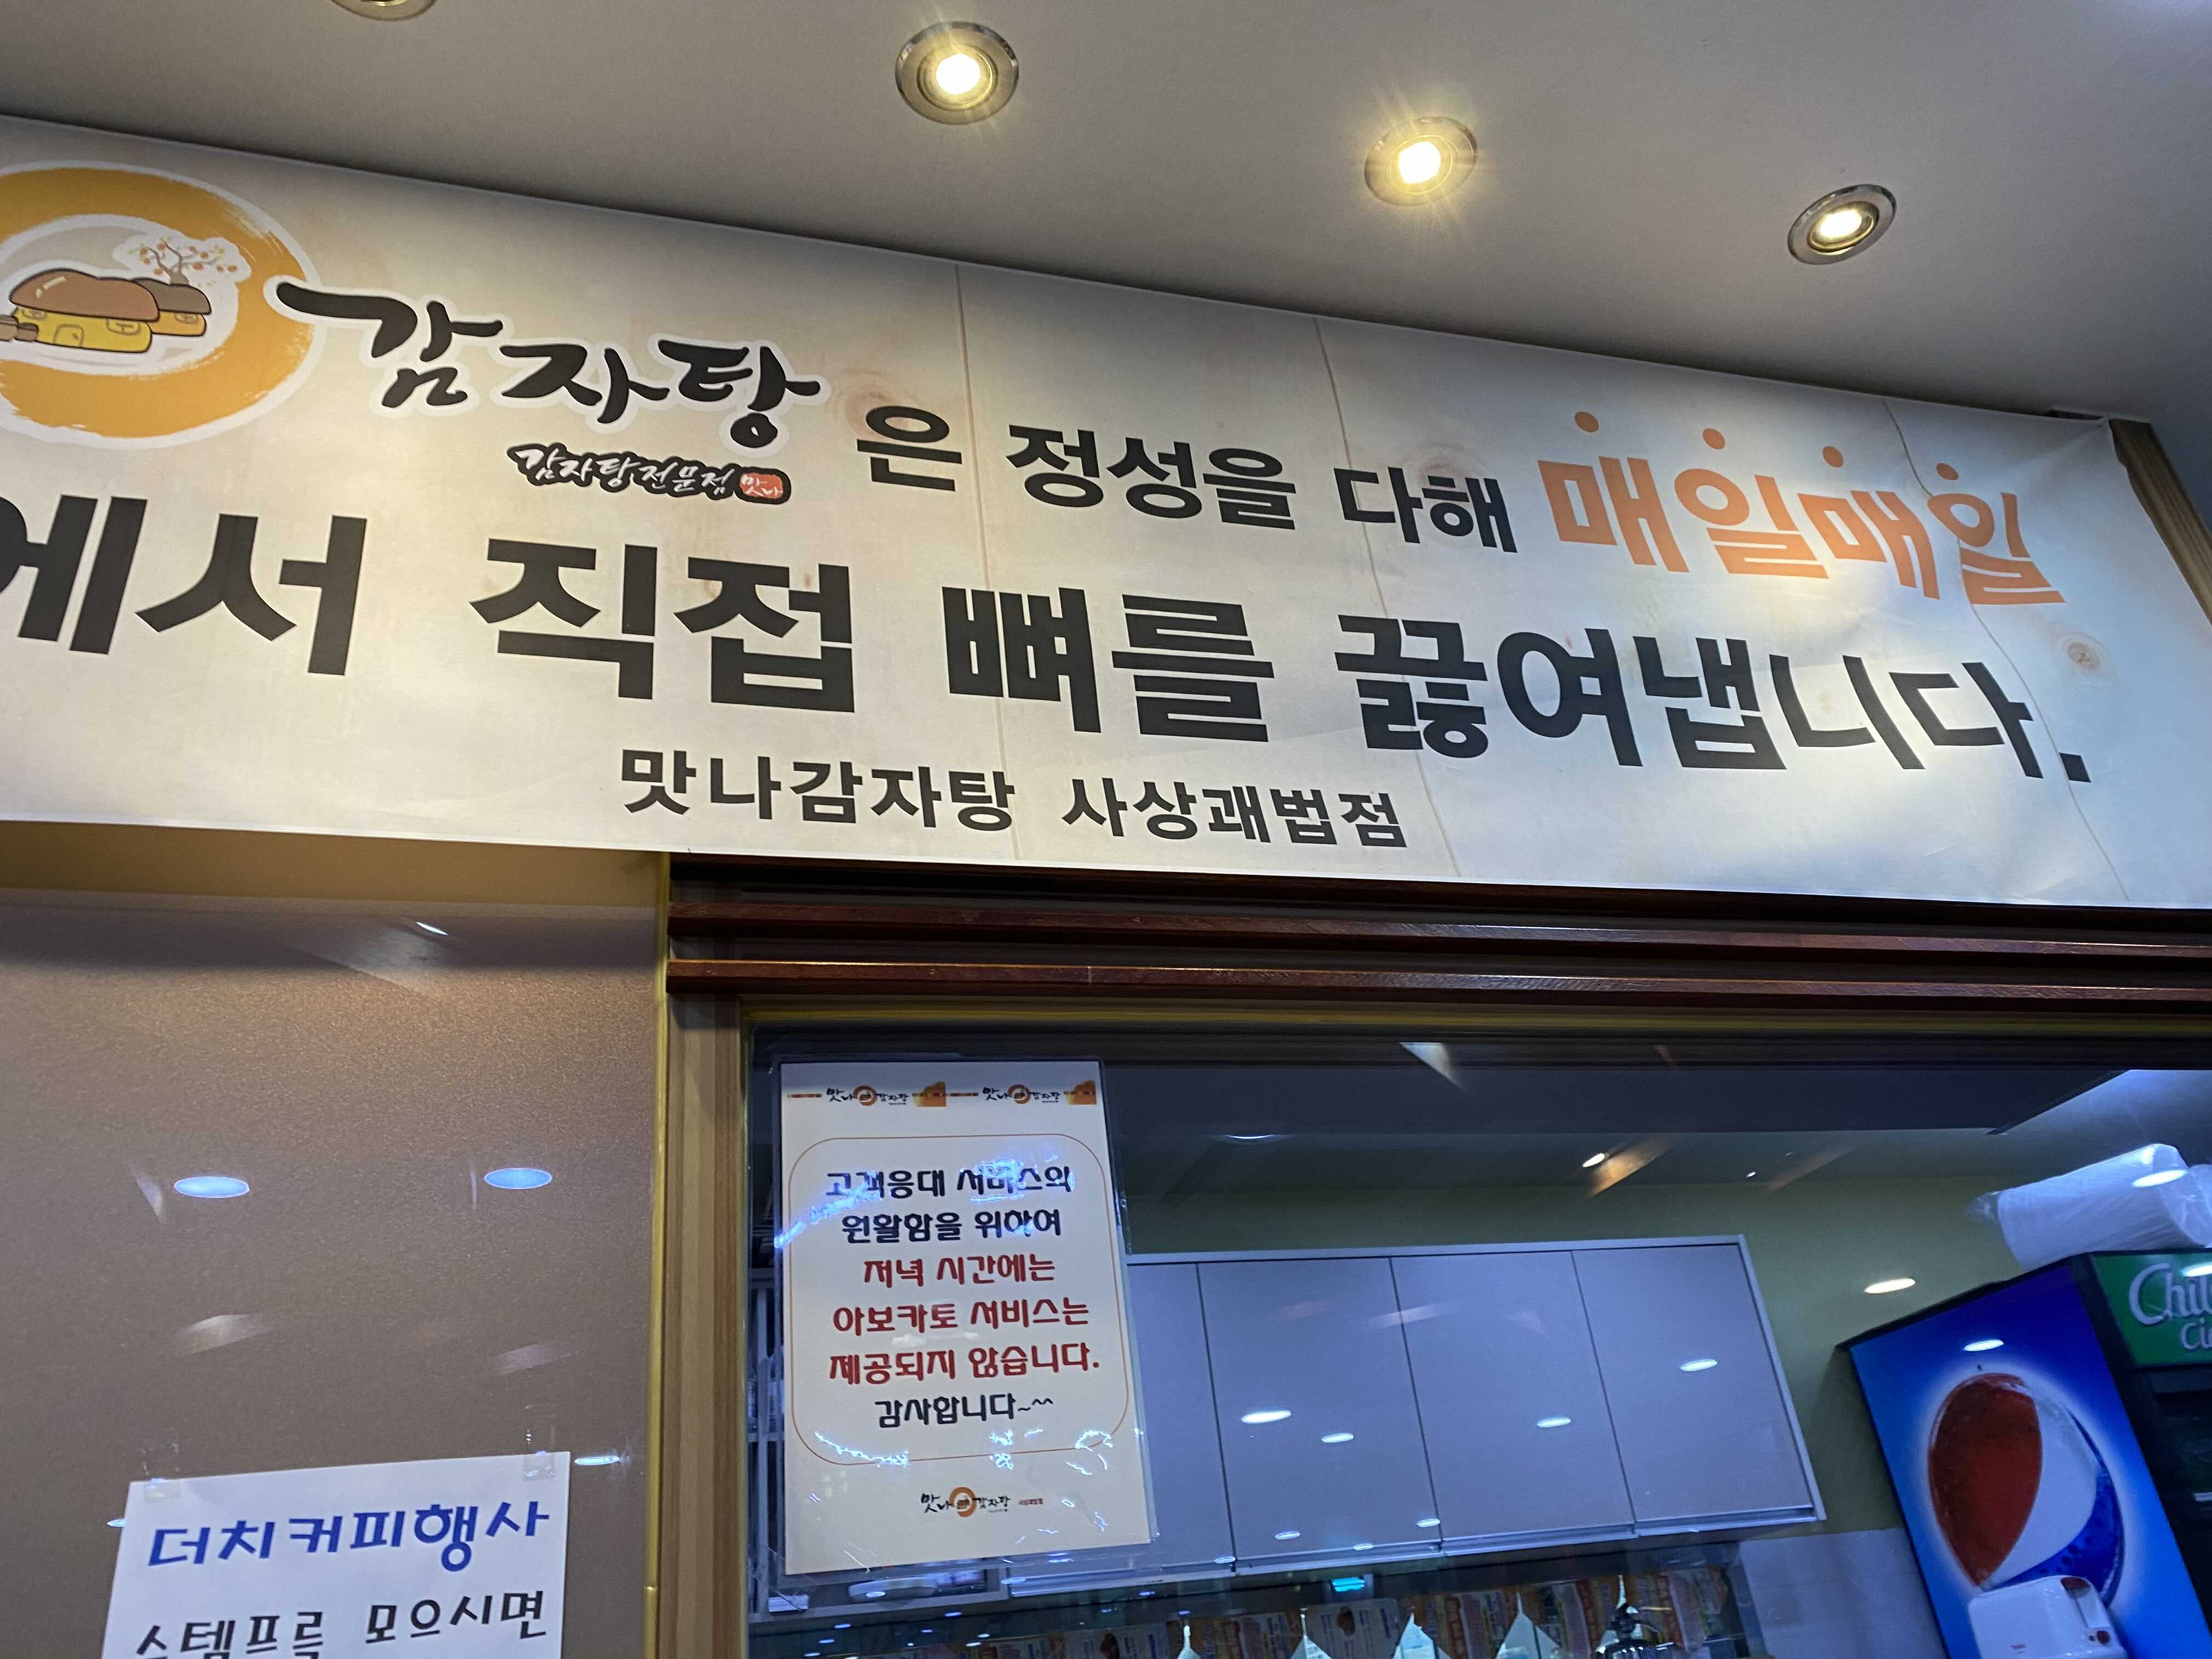 감자탕 은 정성을 다해 매일매일
감자탕전문점 맛나
에서 직접 뼈를 끓여냅니다.
맛나감자탕 사상괘법점
맛나 감자탕 맛나 감자탕
고객응대 서비스의
원활함을 위하여
저녁 시간에는
아보카토 서비스는
제공되지 않습니다.
감사합니다~^^
맛나 감자탕 사상괘법점
더치커피행사
스템프를 모으시면